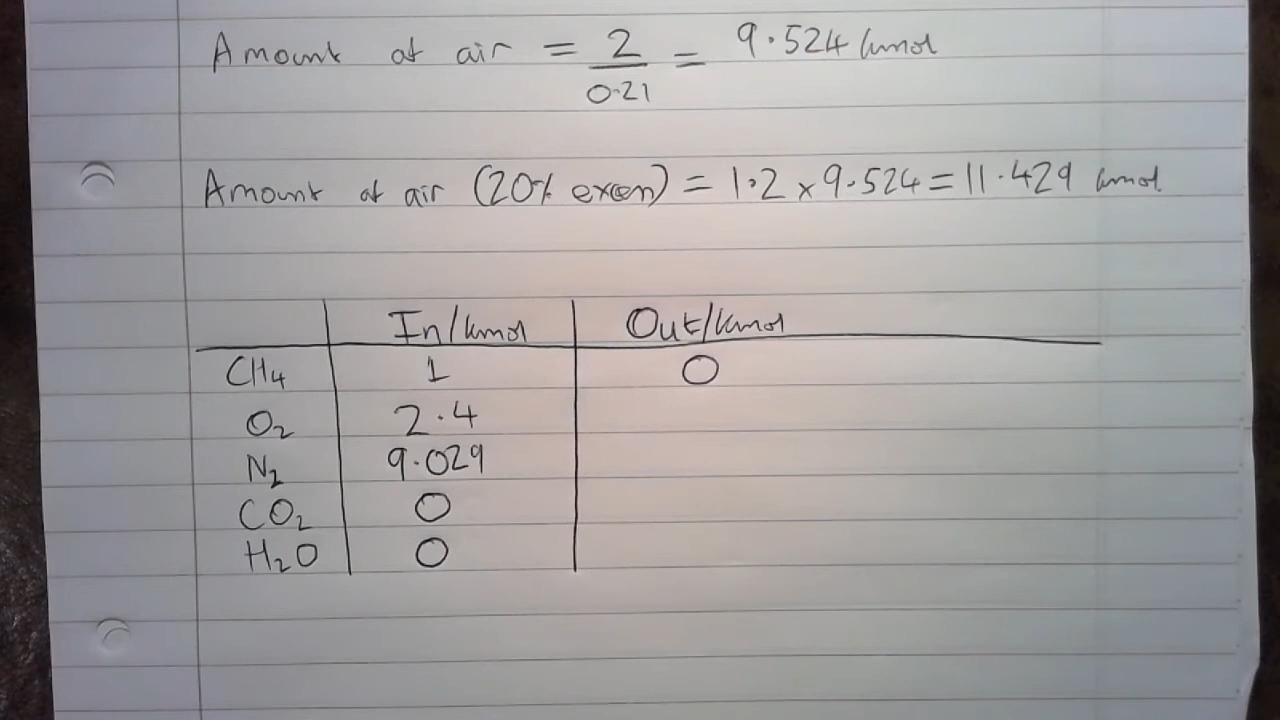 Amount of air = 2/0.21 = 9.524 kmol
Amount of air (20% excess) = 1.2 x 9.524 = 11.429 kmol
In/kmol Out/kmol
CH4 1 0
O2 2.4
N2 9.029
CO2 0
H2O 0